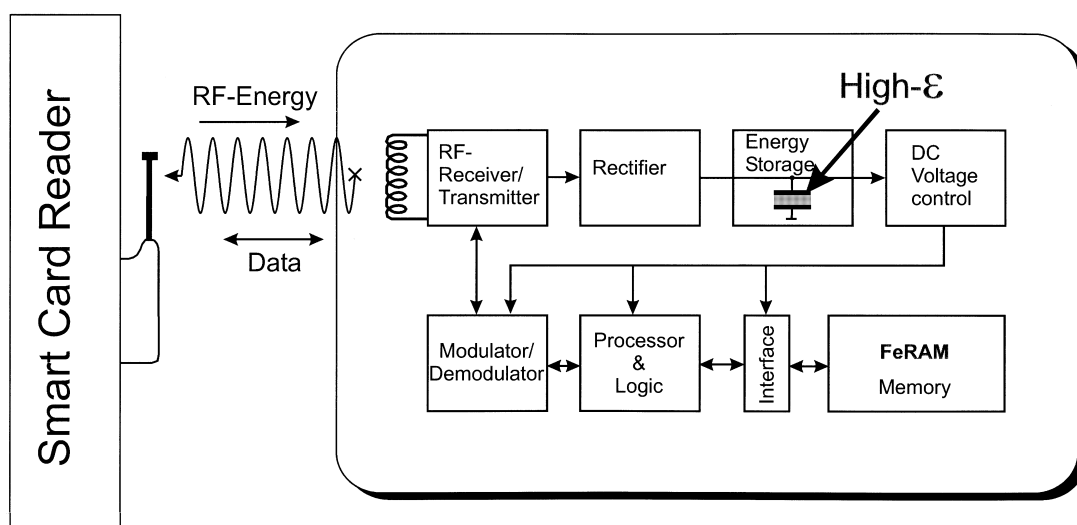 Smart Card Reader
RF-Energy
Data
High-ε
RF-
Receiver/
Transmitter
Rectifier
Energy
Storage
DC
Voltage
control
Modulator/
Demodulator
Processor
&
Logic
Interface
FeRAM
Memory